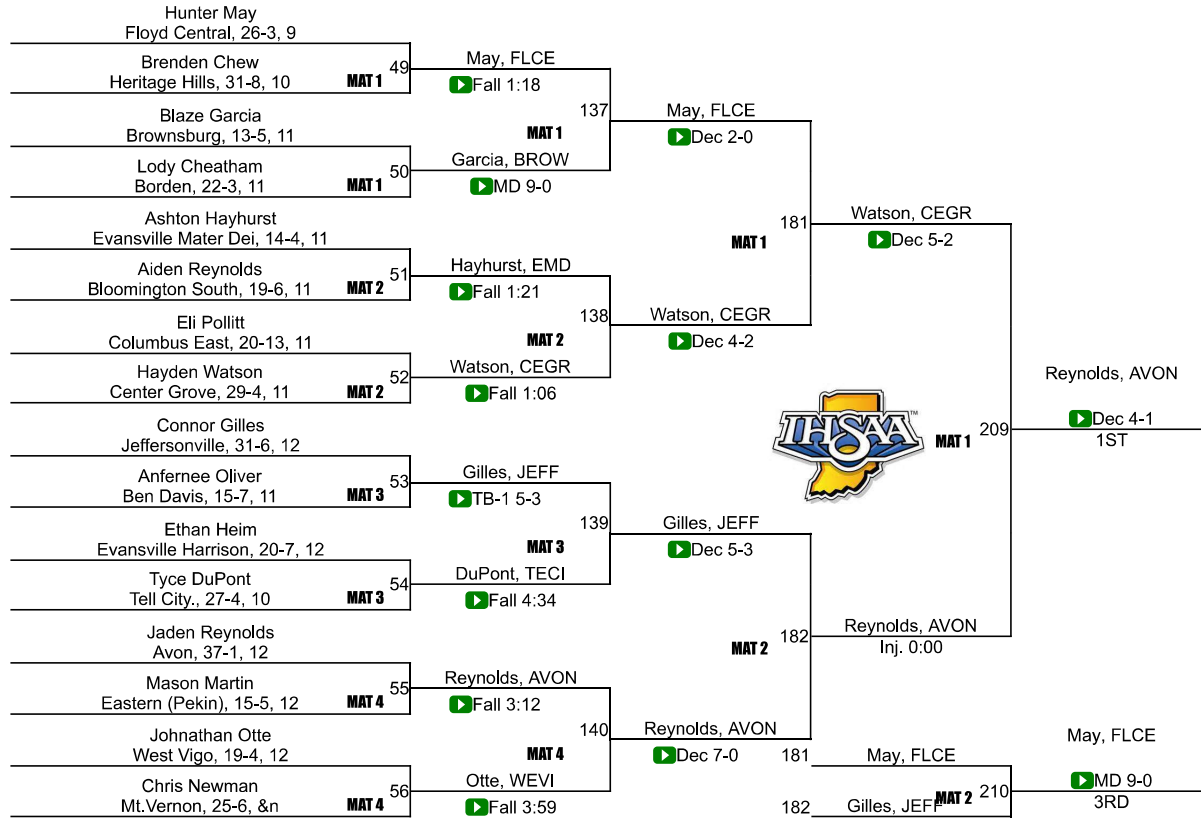 Hunter May
Floyd Central, 26-3, 9
Brenden Chew
Heritage Hills, 31-8, 10
MAT 1
49
Blaze Garcia
Brownsburg, 13-5, 11
Lody Cheatham
Borden, 22-3, 11
MAT 1
50
Ashton Hayhurst
Evansville Mater Dei, 14-4, 11
Aiden Reynolds
Bloomington South, 19-6, 11
MAT 2
51
Eli Pollitt
Columbus East, 20-13, 11
Hayden Watson
Center Grove, 29-4, 11
MAT 2
52
Connor Gilles
Jeffersonville, 31-6, 12
Anfernee Oliver
Ben Davis, 15-7, 11
MAT 3
53
Ethan Heim
Evansville Harrison, 20-7, 12
Tyce DuPont
Tell City., 27-4, 10
MAT 3
54
Jaden Reynolds
Avon, 37-1, 12
Mason Martin
Eastern (Pekin), 15-5, 12
MAT 4
55
Johnathan Otte
West Vigo, 19-4, 12
Chris Newman
Mt.Vernon, 25-6, &n
MAT 4
56
May, FLCE
Fall 1:18
137
MAT 1
Garcia, BROW
MD 9-0
Hayhurst, EMD
Fall 1:21
138
MAT 2
Watson, CEGR
Fall 1:06
Gilles, JEFF
TB-1 5-3
139
MAT 3
DuPont, TECI
Fall 4:34
Reynolds, AVON
Fall 3:12
140
MAT 4
Otte, WEVI
Fall 3:59
May, FLCE
Dec 2-0
181
MAT 1
Watson, CEGR
Dec 4-2
Gilles, JEFF
Dec 5-3
182
MAT 2
Reynolds, AVON
Dec 7-0
Watson, CEGR
Dec 5-2
IHSAA™
MAT 1
209
Reynolds, AVON
Inj. 0:00
Reynolds, AVON
Dec 4-1
1ST
181
May, FLCE
MAT 2
210
182
Gilles, JEFF
May, FLCE
MD 9-0
3RD